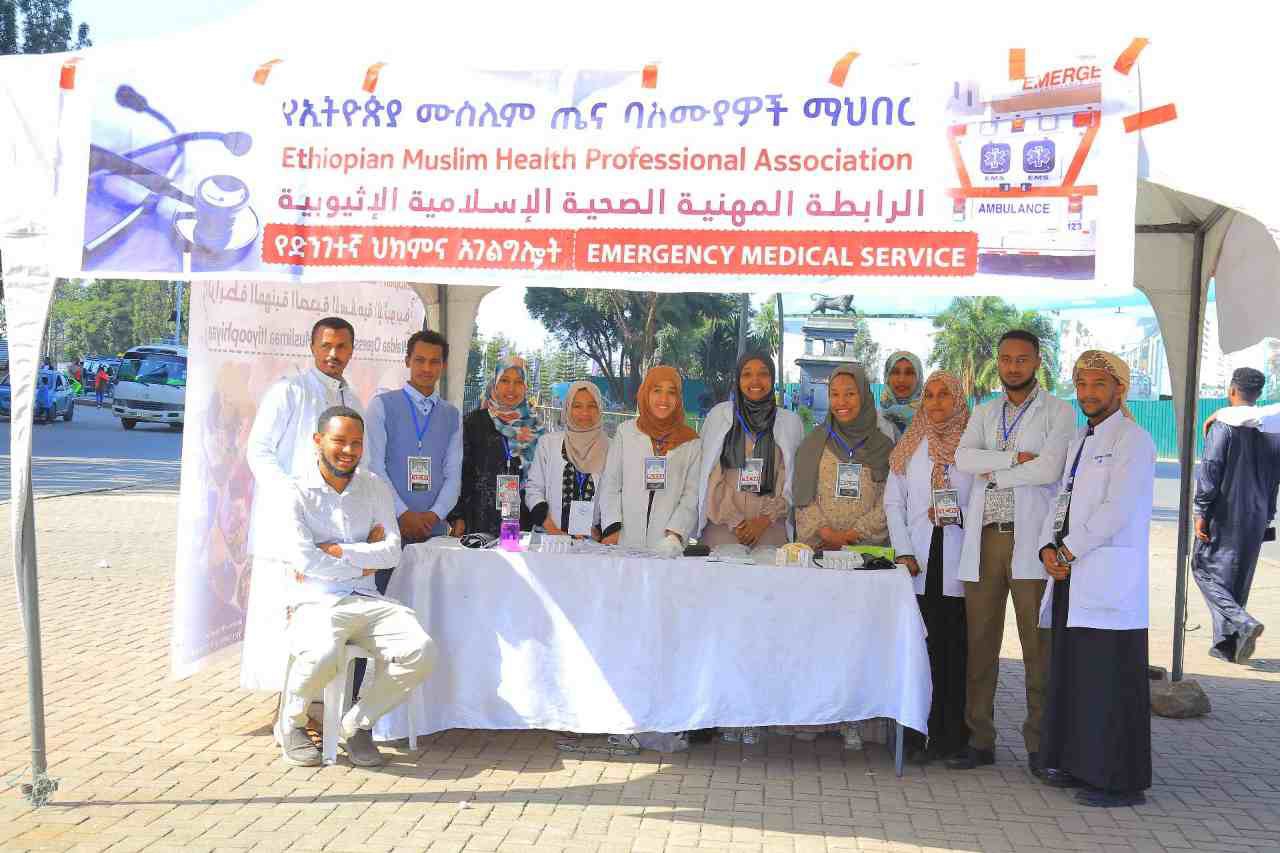 የኢትዮጵያ ሙስሊም ጤና ባለሙያዎች ማህበር
Ethiopian Muslim Health Professional Association
الرابطة المهنية الصحية الإسلامية الإثيوبية
የድንገተኛ ህክምና አገልግሎት EMERGENCY MEDICAL SERVICE
EMERGE
EMS EMS
AMBULANCE
123